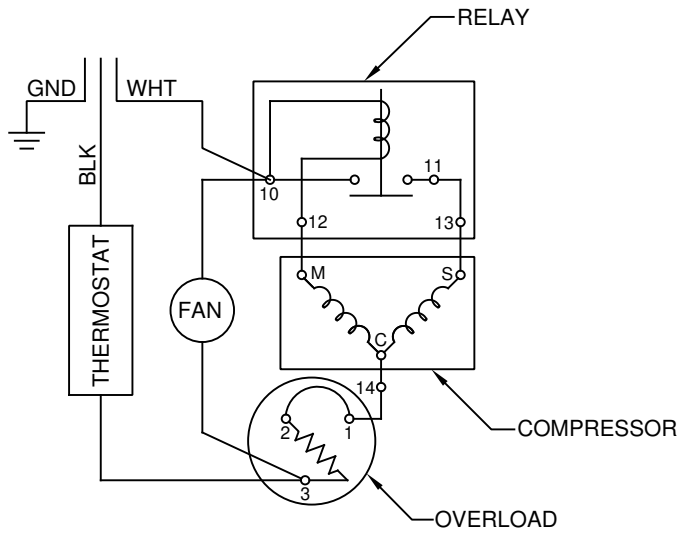 RELAY
GND
WHT
BLK
11
10
12
13
M
S
THERMOSTAT
FAN
C
14
2
1
COMPRESSOR
3
OVERLOAD